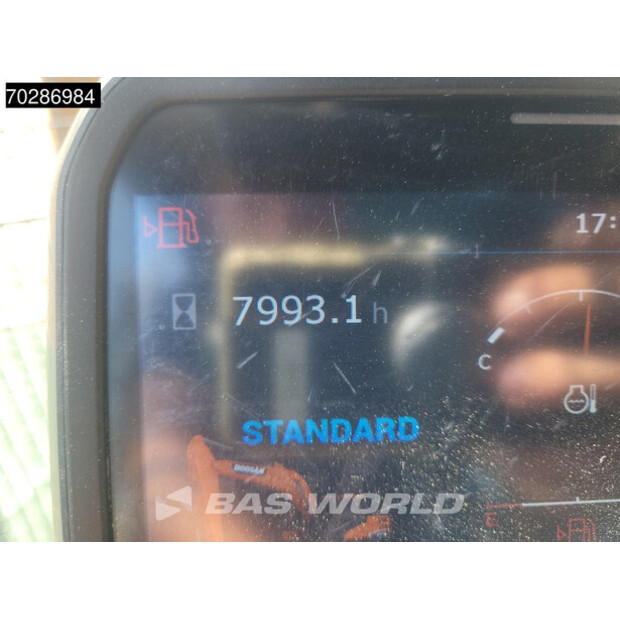 70286984
17:
7993.1 h
C
STANDARD
DOOSAN
BAS WORLD
E